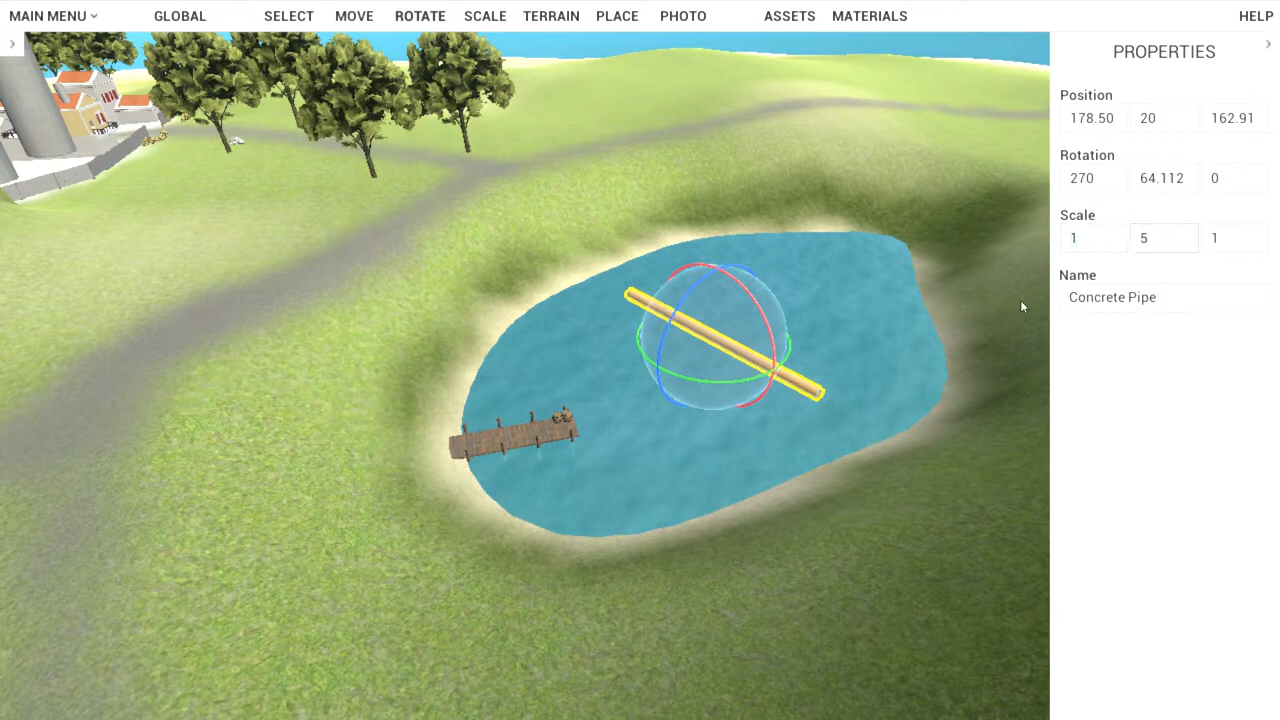 MAIN MENU GLOBAL SELECT MOVE ROTATE SCALE TERRAIN PLACE PHOTO ASSETS MATERIALS HELP
PROPERTIES
Position
178.50 20 162.91
Rotation
270 64.112 0
Scale
1 5 1
Name
Concrete Pipe